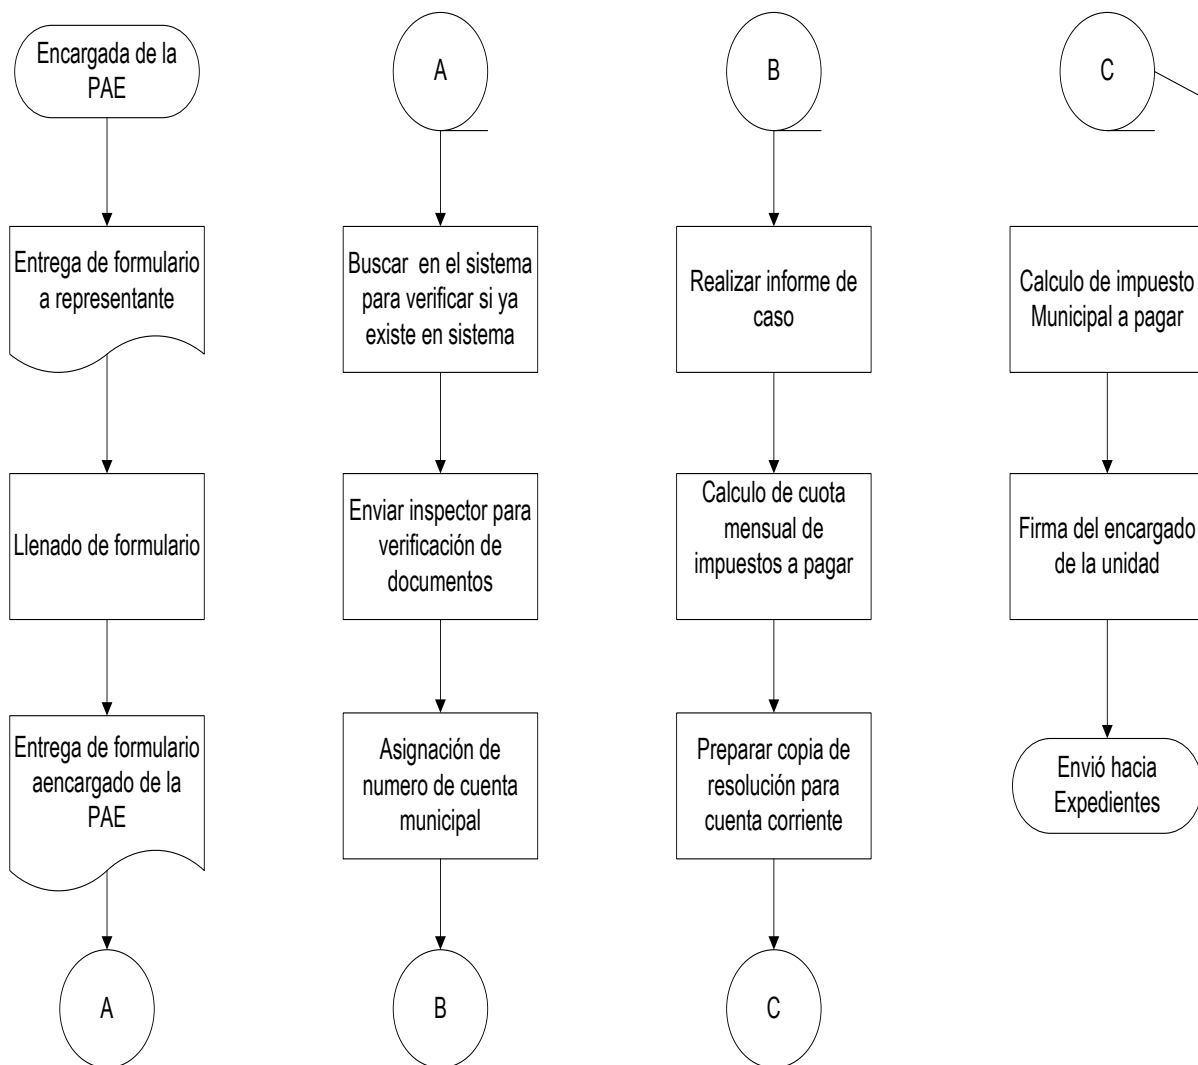 Encargada de la
PAE
Entrega de formulario
a representante
Llenado de formulario
Entrega de formulario
aencargado de la
PAE
A
A
Buscar en el sistema
para verificar si ya
existe en sistema
Enviar inspector para
verificación de
documentos
Asignación de
numero de cuenta
municipal
B
B
Realizar informe de
caso
Calculo de cuota
mensual de
impuestos a pagar
Preparar copia de
resolución para
cuenta corriente
C
C
Calculo de impuesto
Municipal a pagar
Firma del encargado
de la unidad
Envió hacia
Expedientes